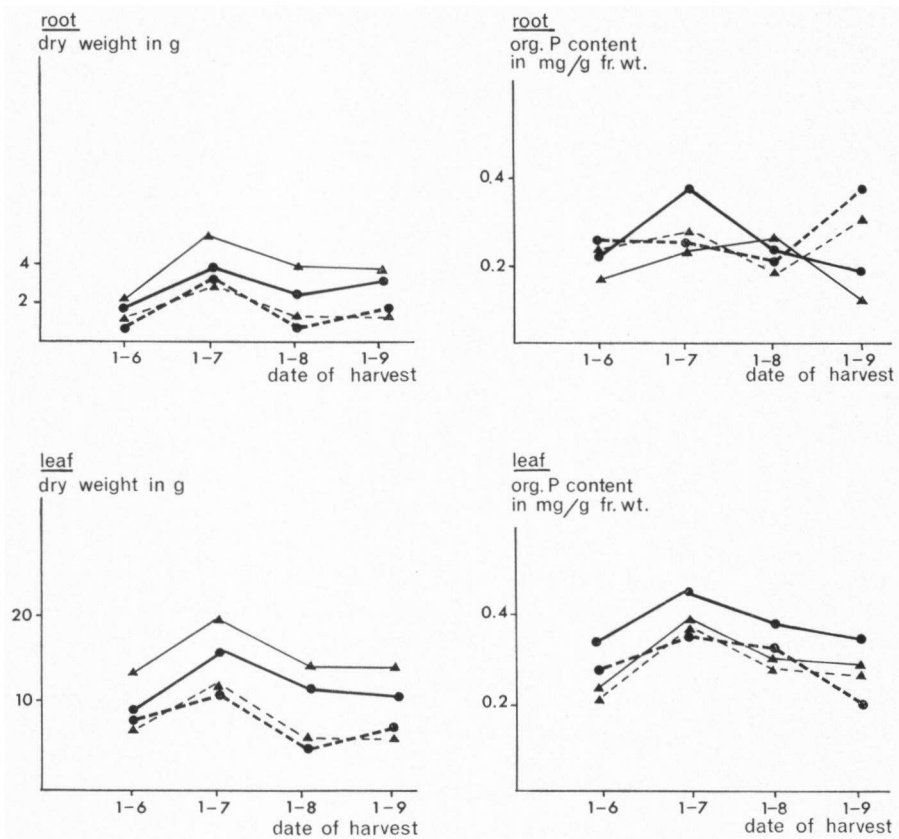 root
dry weight in g
4
2
1-6 1-7 1-8 1-9
date of harvest
root
org. P content
in mg/g fr. wt.
0.4
0.2
1-6 1-7 1-8 1-9
date of harvest
leaf
dry weight in g
20
10
1-6 1-7 1-8 1-9
date of harvest
leaf
org. P content
in mg/g fr. wt.
0.4
0.2
1-6 1-7 1-8 1-9
date of harvest